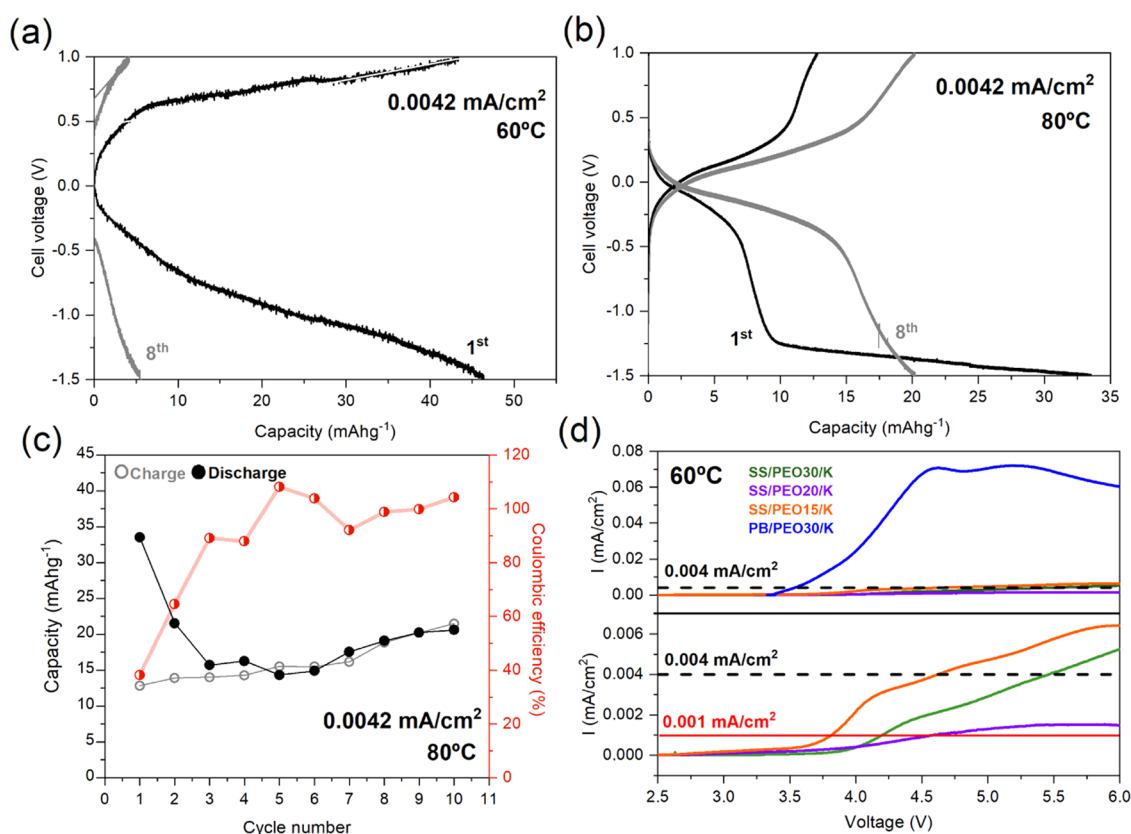 (a)
1.0
0.5
0.0
-0.5
-1.0
-1.5
Cell voltage (V)
0.0042 mA/cm²
60ºC
8th
1st
0 10 20 30 40 50
Capacity (mAhg⁻¹)
(b)
1.0
0.5
0.0
-0.5
-1.0
-1.5
Cell voltage (V)
0.0042 mA/cm²
80ºC
1st
8th
0 5 10 15 20 25 30 35
Capacity (mAhg⁻¹)
(c)
45
40
35
30
25
20
15
10
5
0
Capacity (mAhg⁻¹)
Charge Discharge
120
100
80
60
40
20
0
Coulombic efficiency (%)
0.0042 mA/cm²
80ºC
0 1 2 3 4 5 6 7 8 9 10 11
Cycle number
(d)
60ºC
SS/PEO30/K
SS/PEO20/K
SS/PEO15/K
PB/PEO30/K
0.08
0.06
0.04
0.02
0.00
I (mA/cm²)
0.004 mA/cm²
0.006
0.004
0.002
0.000
I (mA/cm²)
0.004 mA/cm²
0.001 mA/cm²
2.5 3.0 3.5 4.0 4.5 5.0 5.5 6.0
Voltage (V)